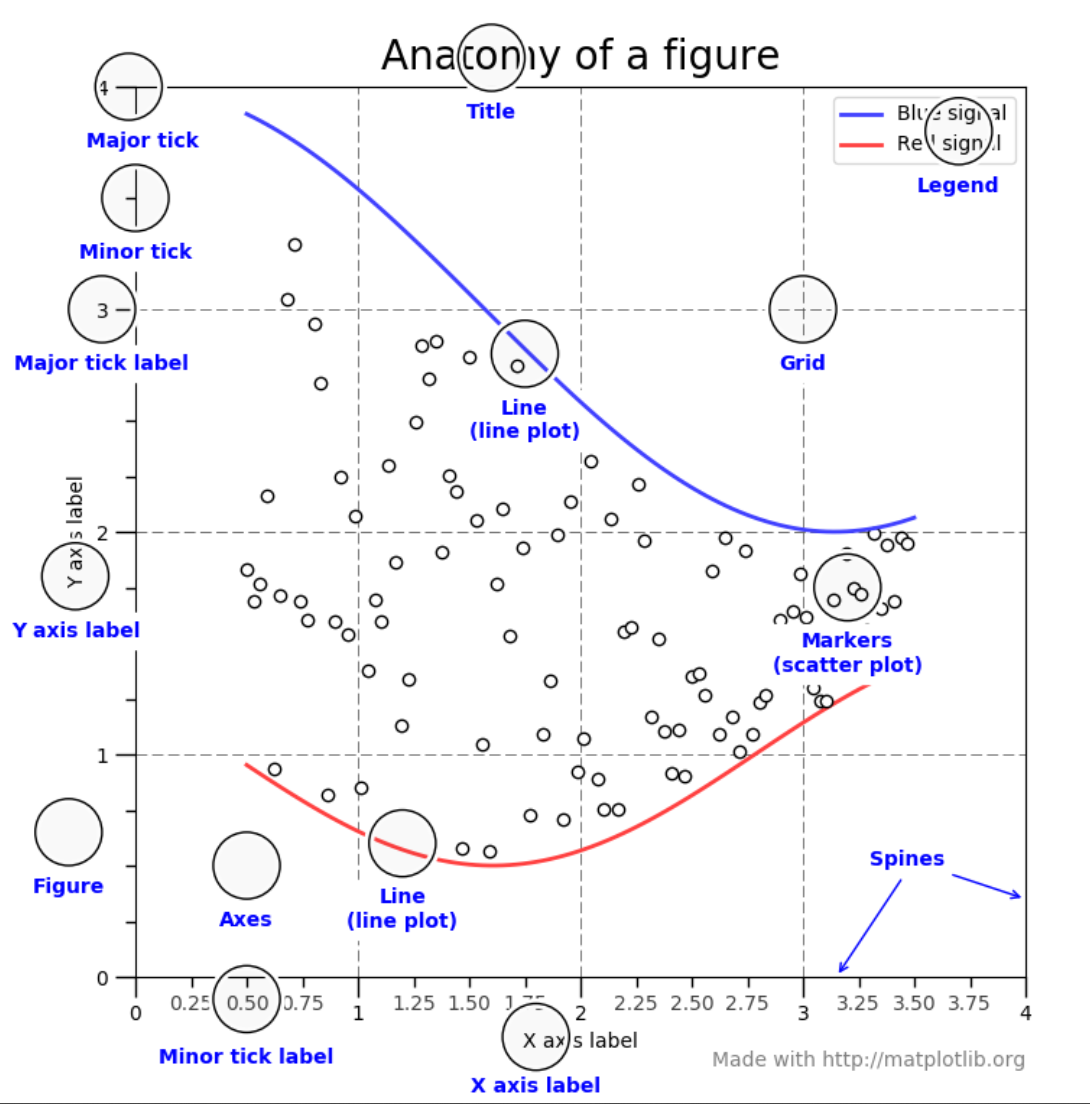 Anatomy of a figure
4
Major tick
Title
Blue signal
Red signal
Legend
Minor tick
3
Major tick label
Grid
Line
(line plot)
Y axis label
2
Y axis label
Markers
(scatter plot)
1
Figure
Axes
Line
(line plot)
Spines
0
0 0.25 0.50 0.75 1 1.25 1.50 1.75 2 2.25 2.50 2.75 3 3.25 3.50 3.75 4
Minor tick label
X axis label
X axis label
Made with http://matplotlib.org